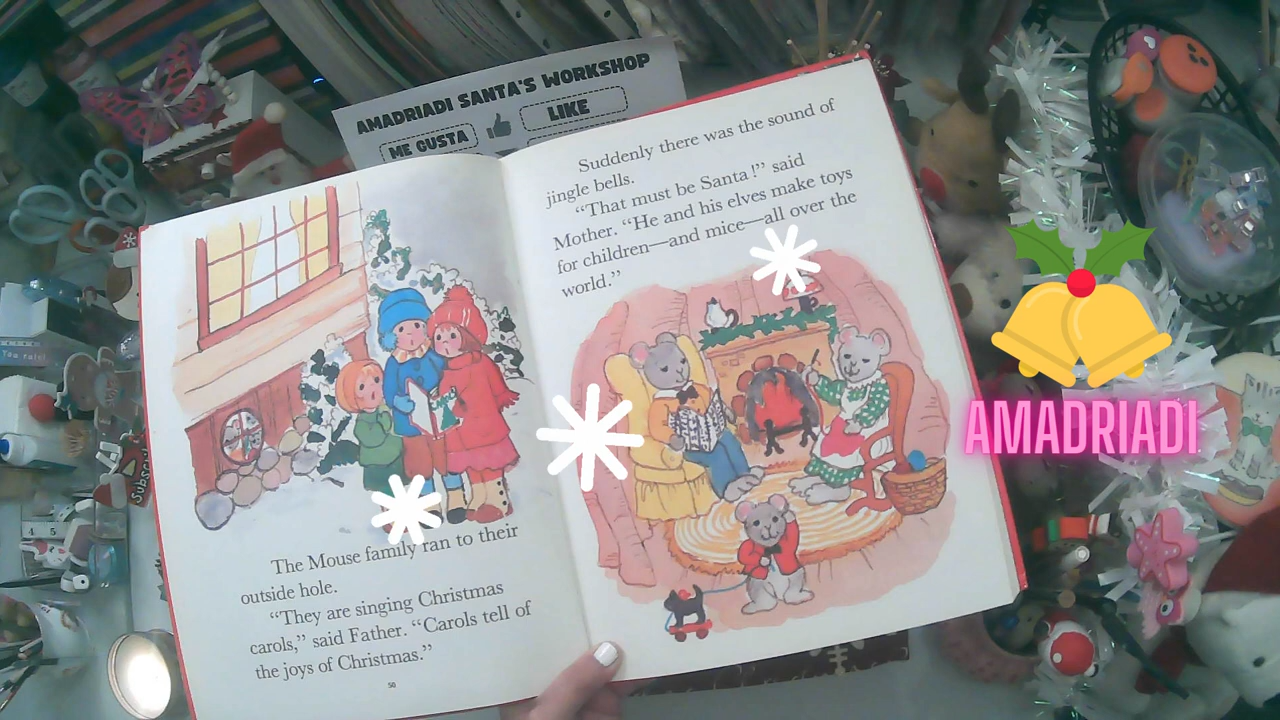 AMADRIADI SANTA'S WORKSHOP
ME GUSTA
LIKE
The Mouse family ran to their
outside hole.
“They are singing Christmas
carols,” said Father. “Carols tell of
the joys of Christmas.”
50
Suddenly there was the sound of
jingle bells.
“That must be Santa!” said
Mother. “He and his elves make toys
for children—and mice—all over the
world.”
AMADRIADI